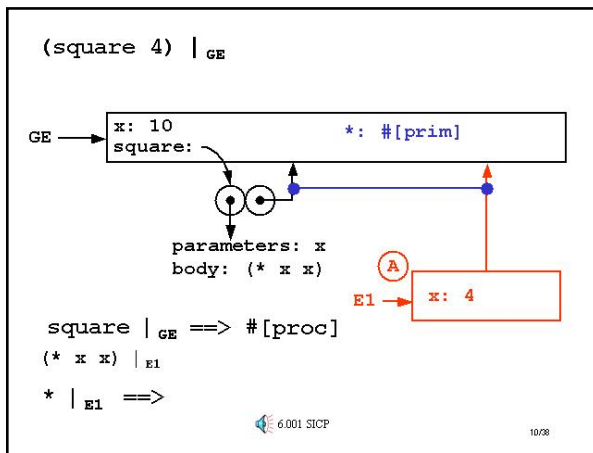 (square 4) | GE
GE
x: 10
*: #[prim]
square:
parameters: x
body: (* x x)
A
E1
x: 4
square | GE ==> #[proc]
(* x x) | E1
* | E1 ==>
6.001 SICP
10/38